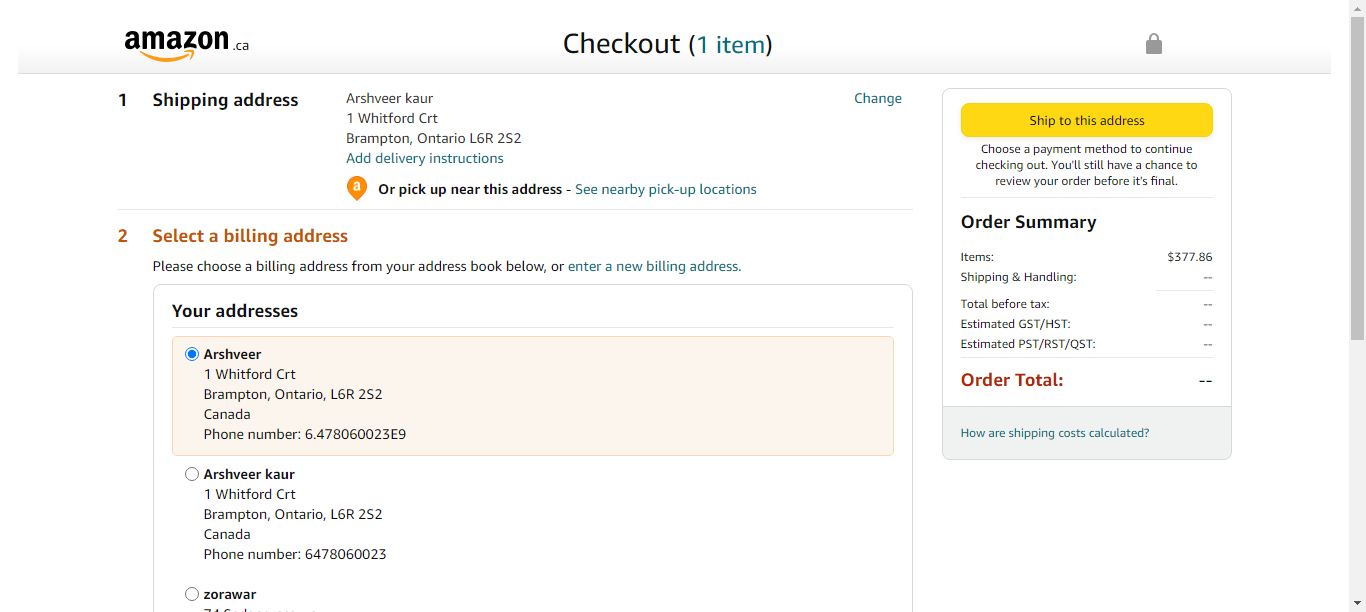 amazon.ca
Checkout (1 item)
1 Shipping address
Arshveer kaur
1 Whitford Crt
Brampton, Ontario L6R 2S2
Add delivery instructions
a Or pick up near this address - See nearby pick-up locations
Change
2 Select a billing address
Please choose a billing address from your address book below, or enter a new billing address.
Your addresses
Arshveer
1 Whitford Crt
Brampton, Ontario, L6R 2S2
Canada
Phone number: 6.478060023E9
Arshveer kaur
1 Whitford Crt
Brampton, Ontario, L6R 2S2
Canada
Phone number: 6478060023
zorawar
Ship to this address
Choose a payment method to continue
checking out. You'll still have a chance to
review your order before it's final.
Order Summary
Items: $377.86
Shipping & Handling: --
Total before tax: --
Estimated GST/HST: --
Estimated PST/RST/QST: --
Order Total: --
How are shipping costs calculated?